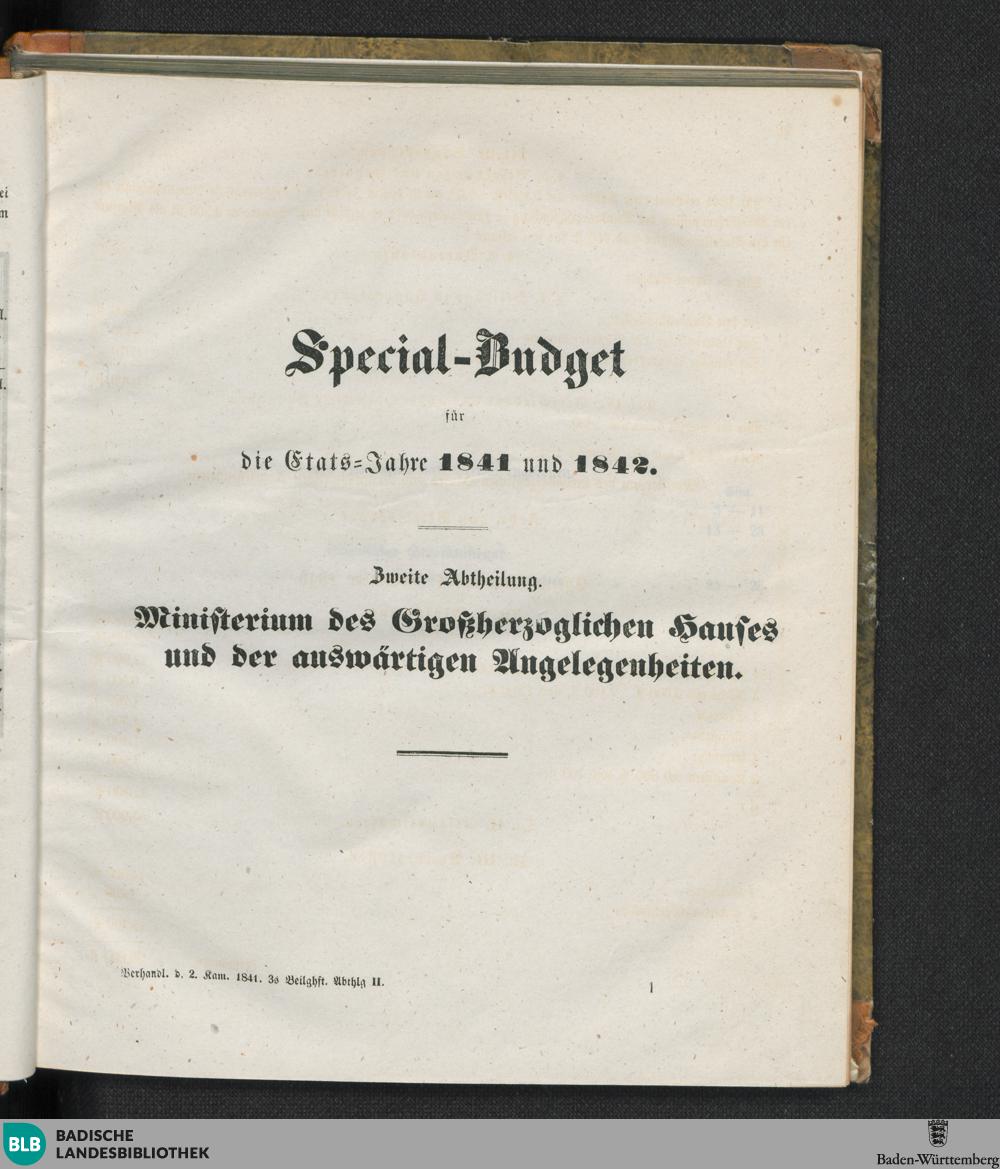 Special-Budget
für
die Etats-Jahre 1841 und 1842.
Zweite Abtheilung.
Ministerium des Großherzoglichen Hauses
und der auswärtigen Angelegenheiten.
Verhandl. d. 2. Kam. 1841. 3s Beilghft. Abthlg II.
1
BLB BADISCHE
LANDESBIBLIOTHEK
Baden-Württemberg